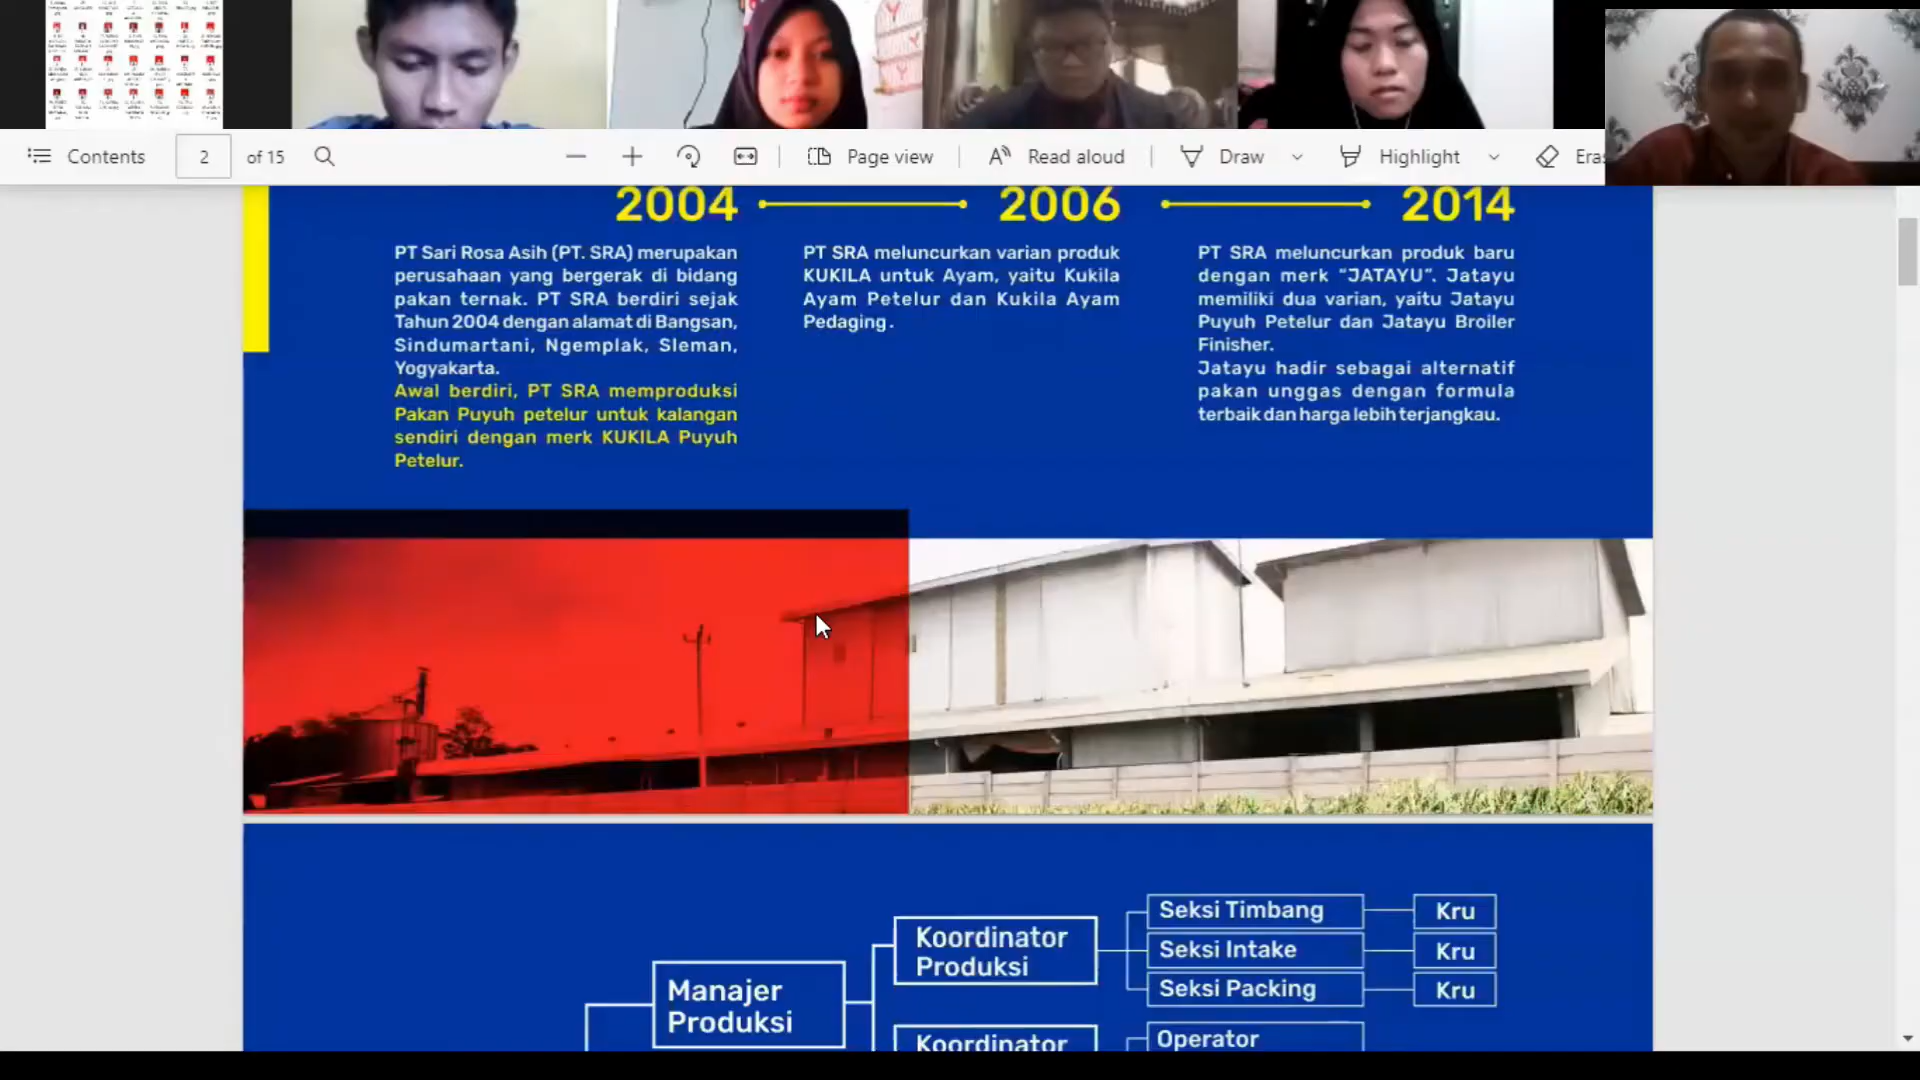 Contents
2
of 15
Page view
Read aloud
Draw
Highlight
2004
2006
2014
PT Sari Rosa Asih (PT. SRA) merupakan
perusahaan yang bergerak di bidang
pakan ternak. PT SRA berdiri sejak
Tahun 2004 dengan alamat di Bangsan,
Sindumartani, Ngemplak, Sleman,
Yogyakarta.
Awal berdiri, PT SRA memproduksi
Pakan Puyuh petelur untuk kalangan
sendiri dengan merk KUKILA Puyuh
Petelur.
PT SRA meluncurkan varian produk
KUKILA untuk Ayam, yaitu Kukila
Ayam Petelur dan Kukila Ayam
Pedaging.
PT SRA meluncurkan produk baru
dengan merk “JATAYU”. Jatayu
memiliki dua varian, yaitu Jatayu
Puyuh Petelur dan Jatayu Broiler
Finisher.
Jatayu hadir sebagai alternatif
pakan unggas dengan formula
terbaik dan harga lebih terjangkau.
Manajer
Produksi
Koordinator
Produksi
Seksi Timbang
Kru
Seksi Intake
Kru
Seksi Packing
Kru
Koordinator
Operator